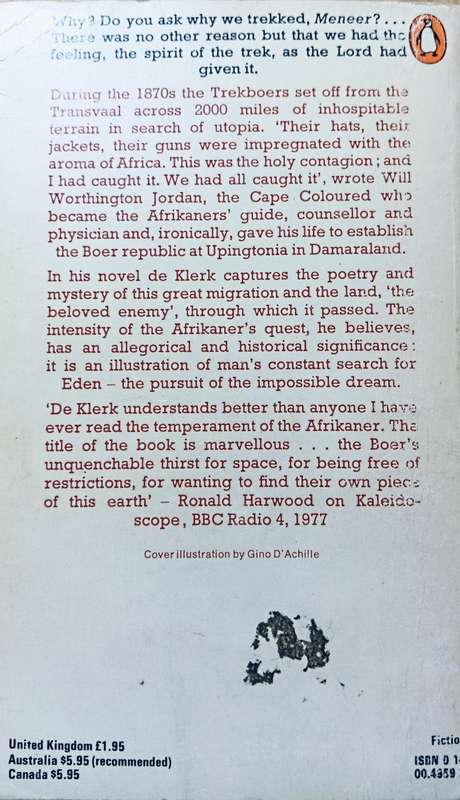 Why? Do you ask why we trekked, Meneer? . . .
There was no other reason but that we had the
feeling, the spirit of the trek, as the Lord had
given it.
During the 1870s the Trekboers set off from the
Transvaal across 2000 miles of inhospitable
terrain in search of utopia. ‘Their hats, their
jackets, their guns were impregnated with the
aroma of Africa. This was the holy contagion; and
I had caught it. We had all caught it’, wrote Will
Worthington Jordan, the Cape Coloured who
became the Afrikaners’ guide, counsellor and
physician and, ironically, gave his life to establish
the Boer republic at Upingtonia in Damaraland.
In his novel de Klerk captures the poetry and
mystery of this great migration and the land, ‘the
beloved enemy’, through which it passed. The
intensity of the Afrikaner’s quest, he believes,
has an allegorical and historical significance:
it is an illustration of man’s constant search for
Eden – the pursuit of the impossible dream.
‘De Klerk understands better than anyone I have
ever read the temperament of the Afrikaner. The
title of the book is marvellous . . . the Boer’s
unquenchable thirst for space, for being free of
restrictions, for wanting to find their own piece
of this earth’ – Ronald Harwood on Kaleido-
scope, BBC Radio 4, 1977
Cover illustration by Gino D’Achille
United Kingdom £1.95
Australia $5.95 (recommended)
Canada $5.95
Fictio
ISBN 0 1
00.4359